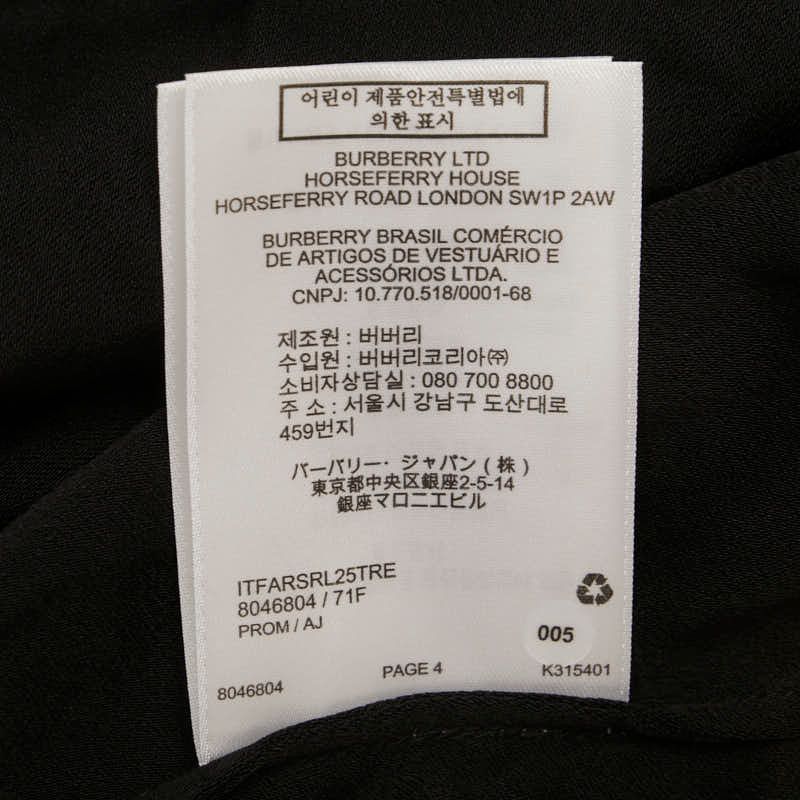 어린이 제품안전특별법에
의한 표시
BURBERRY LTD
HORSEFERRY HOUSE
HORSEFERRY ROAD LONDON SW1P 2AW
BURBERRY BRASIL COMÉRCIO
DE ARTIGOS DE VESTUÁRIO E
ACESSÓRIOS LTDA.
CNPJ: 10.770.518/0001-68
제조원 : 버버리
수입원 : 버버리코리아㈜
소비자상담실 : 080 700 8800
주 소 : 서울시 강남구 도산대로
459번지
バーバリー・ジャパン ( 株 )
東京都中央区銀座2-5-14
銀座マロニエビル
ITFARSRL25TRE
8046804 / 71F
PROM / AJ
005
8046804 PAGE 4 K315401